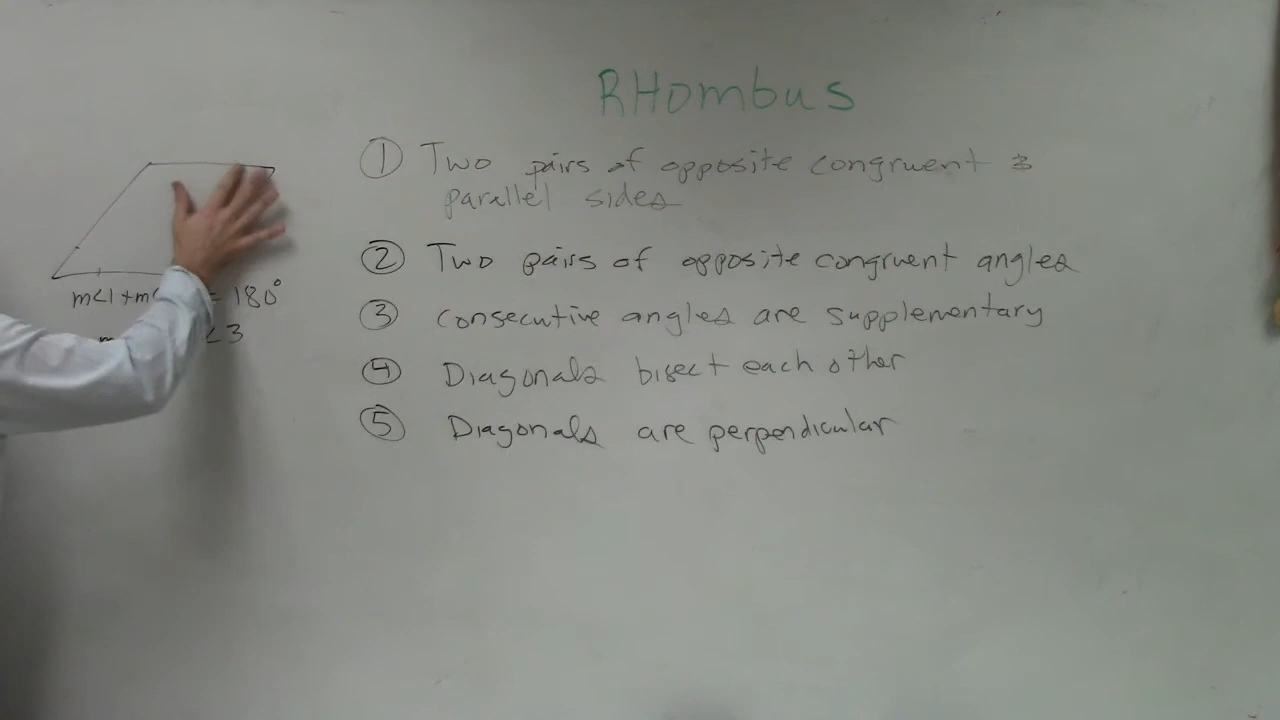 RHombus
① Two pairs of opposite congruent &
parallel sides
② Two pairs of opposite congruent angles
③ consecutive angles are supplementary
④ Diagonals bisect each other
⑤ Diagonals are perpendicular
m<1 + m< = 180°
<3